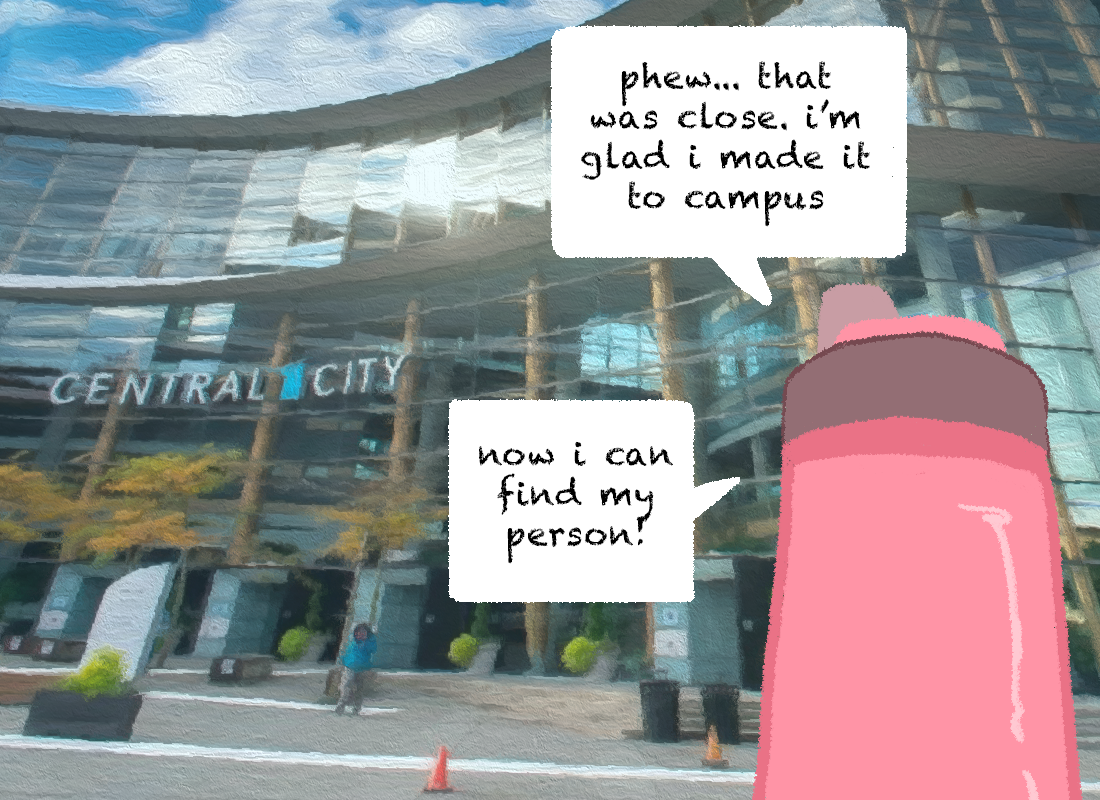 phew... that
was close. i'm
glad i made it
to campus
CENTRAL CITY
now i can
find my
person!